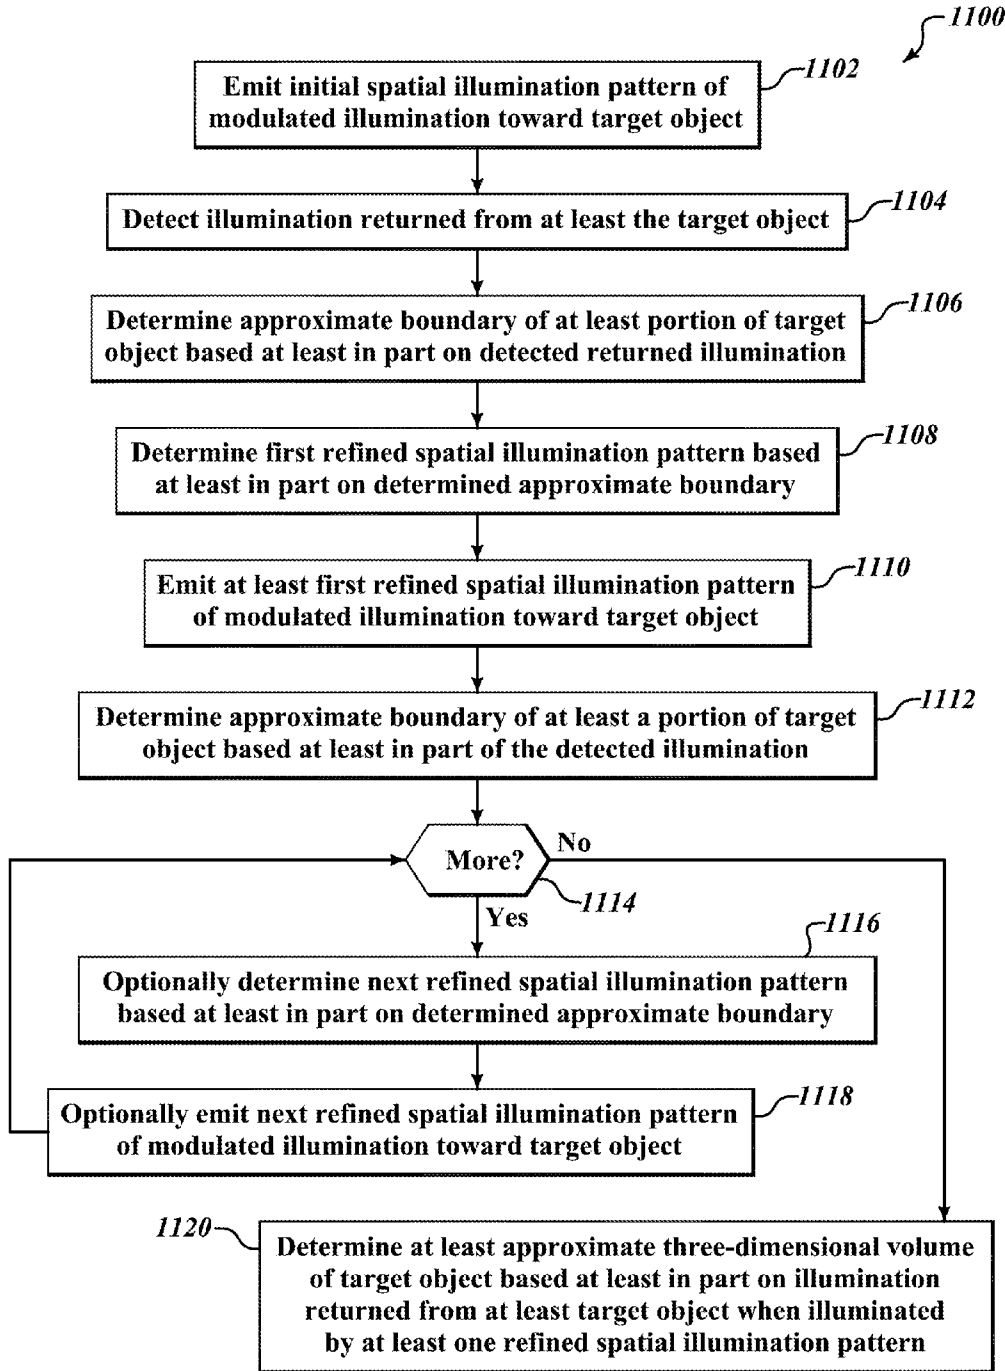 1100
1102
Emit initial spatial illumination pattern of
modulated illumination toward target object
1104
Detect illumination returned from at least the target object
1106
Determine approximate boundary of at least portion of target
object based at least in part on detected returned illumination
1108
Determine first refined spatial illumination pattern based
at least in part on determined approximate boundary
1110
Emit at least first refined spatial illumination pattern
of modulated illumination toward target object
1112
Determine approximate boundary of at least a portion of target
object based at least in part of the detected illumination
More?
No
1114
Yes
1116
Optionally determine next refined spatial illumination pattern
based at least in part on determined approximate boundary
1118
Optionally emit next refined spatial illumination pattern
of modulated illumination toward target object
1120
Determine at least approximate three-dimensional volume
of target object based at least in part on illumination
returned from at least target object when illuminated
by at least one refined spatial illumination pattern